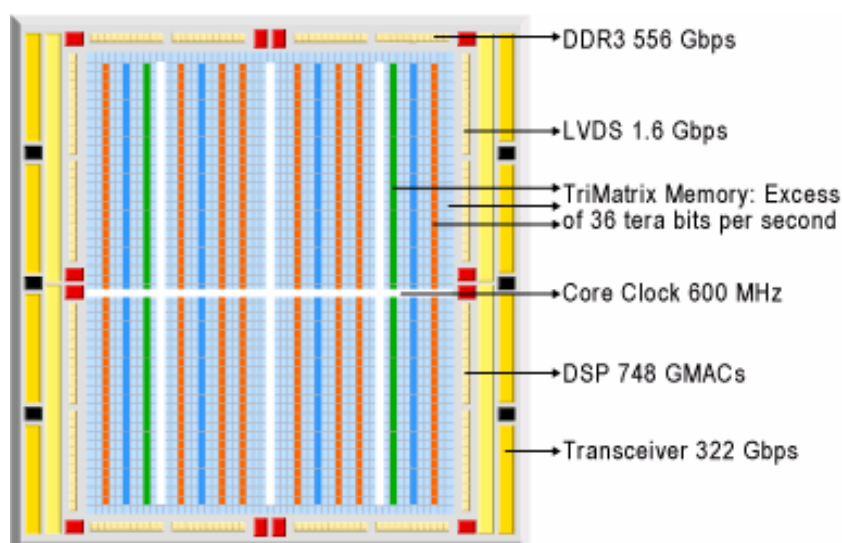 DDR3 556 Gbps
LVDS 1.6 Gbps
TriMatrix Memory: Excess
of 36 tera bits per second
Core Clock 600 MHz
DSP 748 GMACs
Transceiver 322 Gbps